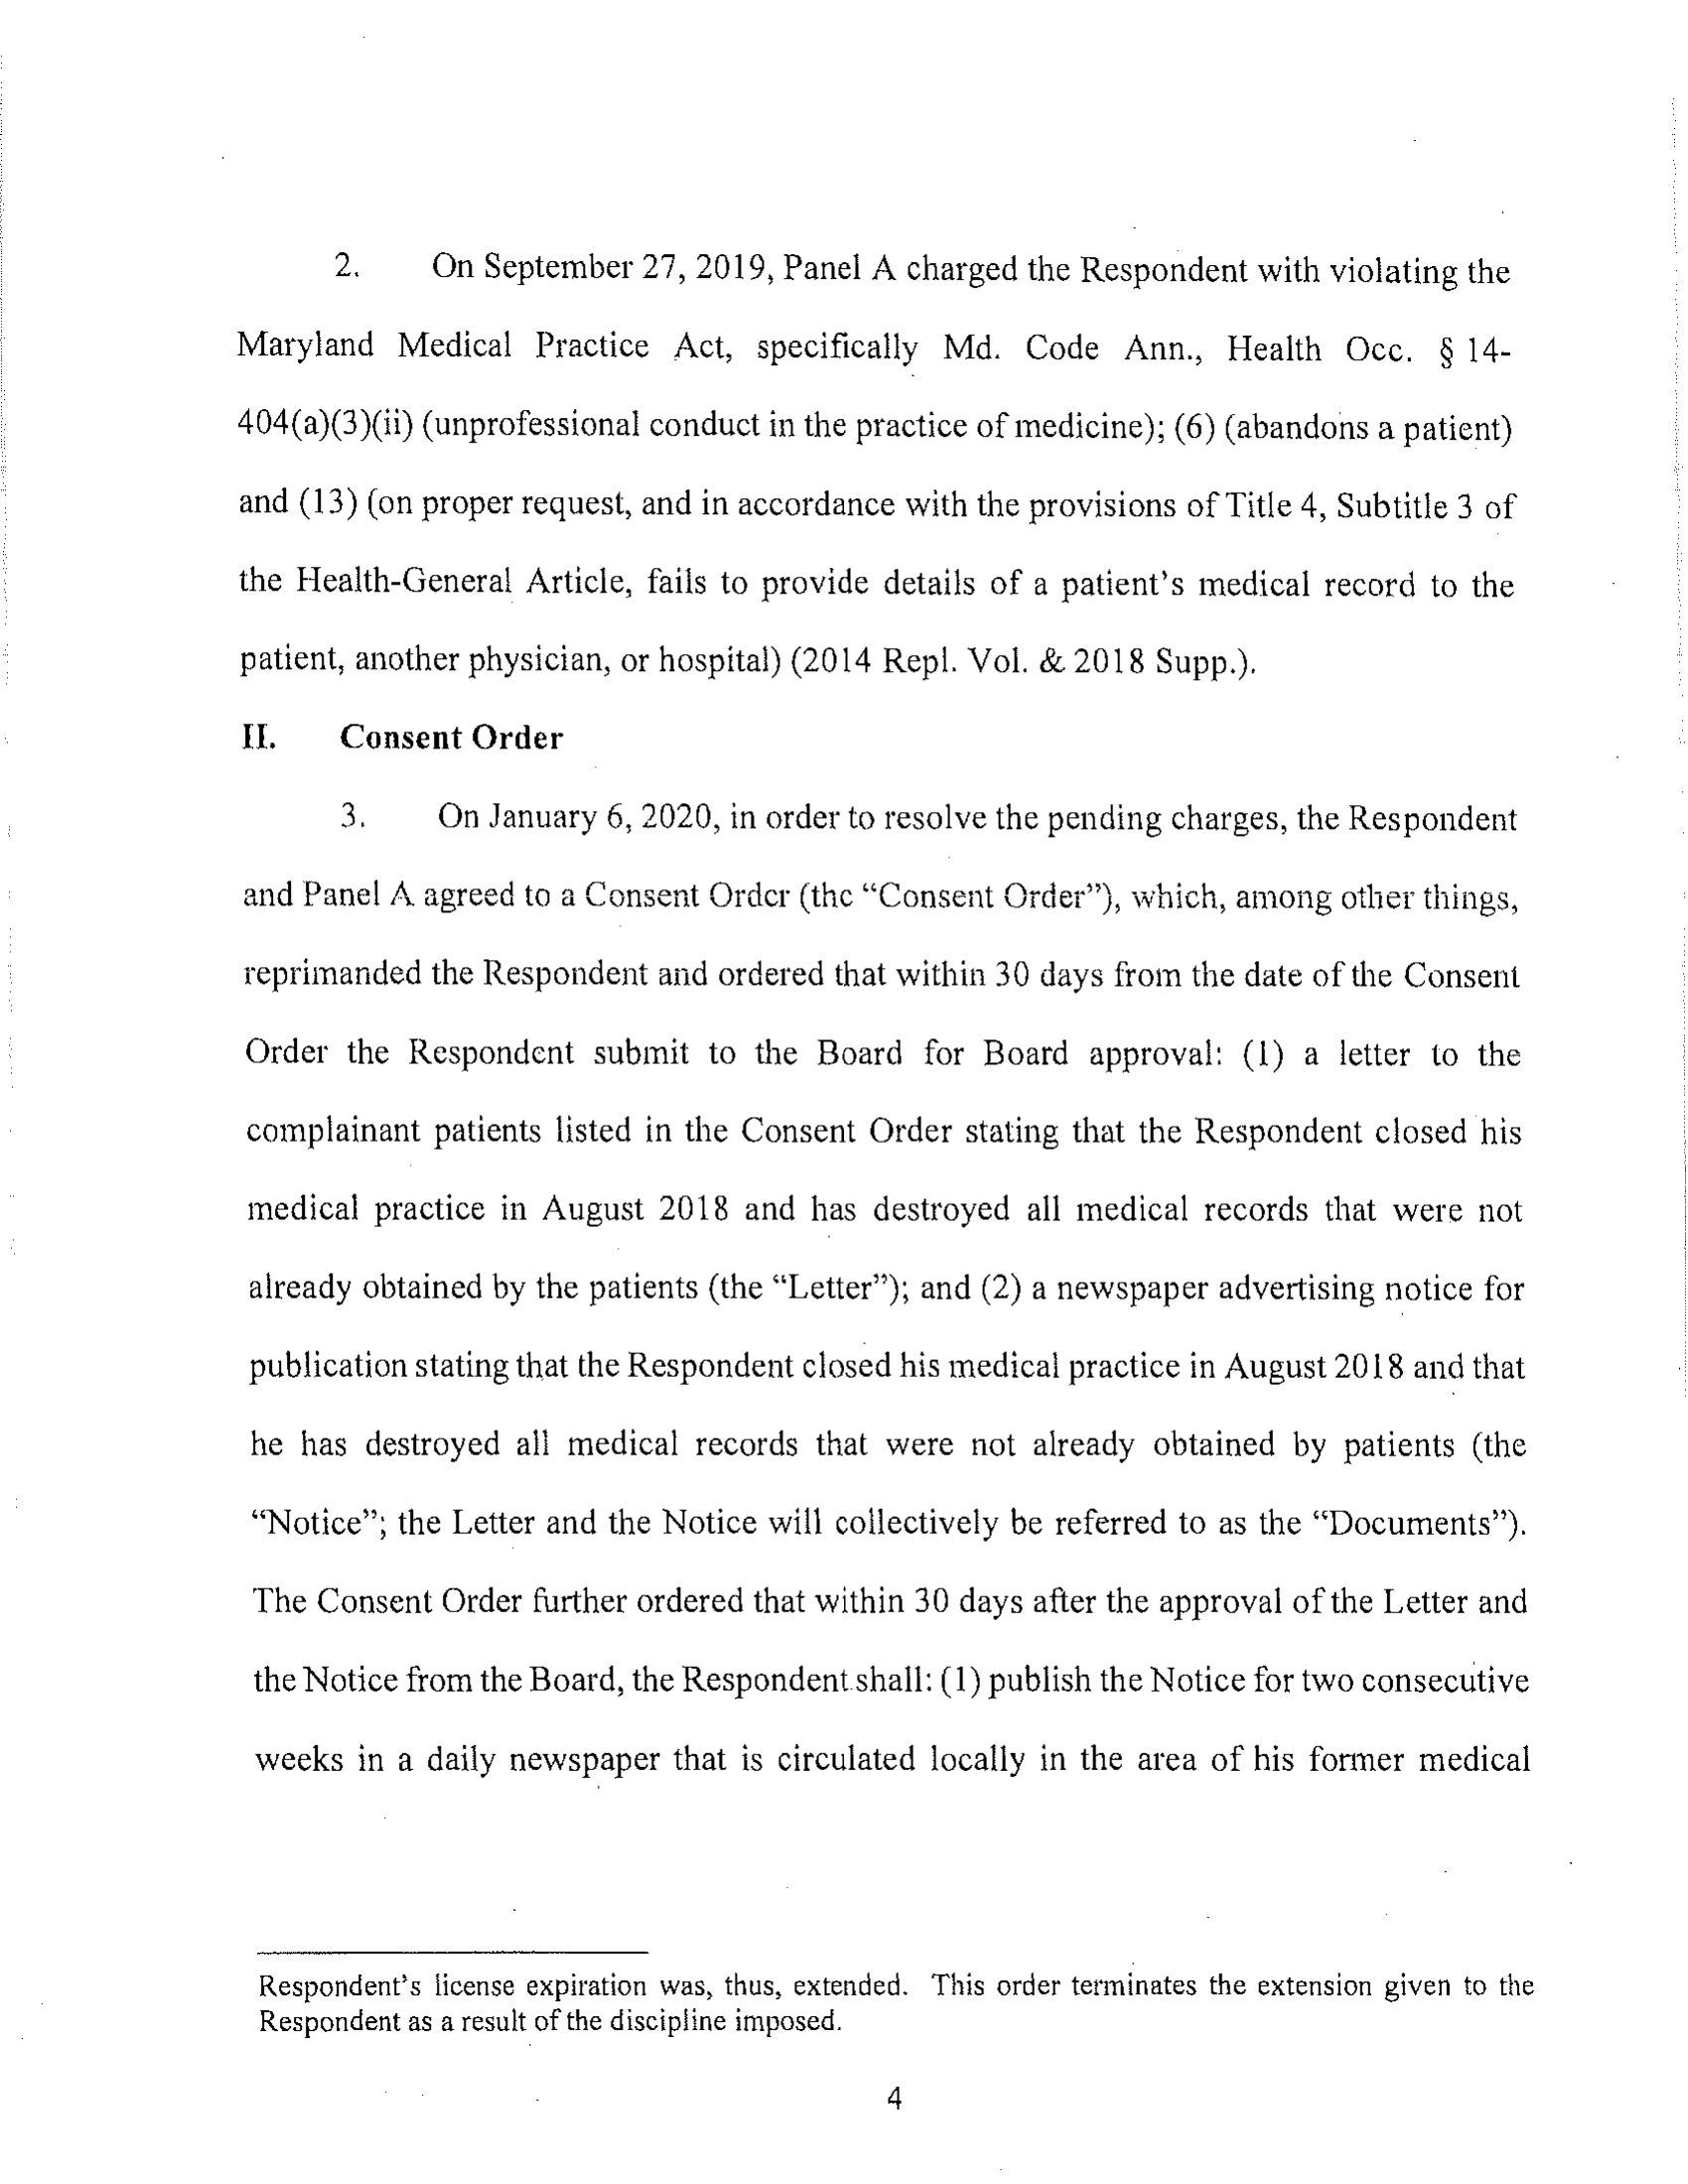 2. On September 27, 2019, Panel A charged the Respondent with violating the
Maryland Medical Practice Act, specifically Md. Code Ann., Health Occ. § 14-
404(a)(3)(ii) (unprofessional conduct in the practice of medicine); (6) (abandons a patient)
and (13) (on proper request, and in accordance with the provisions of Title 4, Subtitle 3 of
the Health-General Article, fails to provide details of a patient's medical record to the
patient, another physician, or hospital) (2014 Repl. Vol. & 2018 Supp.).
II. Consent Order
3. On January 6, 2020, in order to resolve the pending charges, the Respondent
and Panel A agreed to a Consent Order (the “Consent Order”), which, among other things,
reprimanded the Respondent and ordered that within 30 days from the date of the Consent
Order the Respondent submit to the Board for Board approval: (1) a letter to the
complainant patients listed in the Consent Order stating that the Respondent closed his
medical practice in August 2018 and has destroyed all medical records that were not
already obtained by the patients (the “Letter”); and (2) a newspaper advertising notice for
publication stating that the Respondent closed his medical practice in August 2018 and that
he has destroyed all medical records that were not already obtained by patients (the
“Notice”; the Letter and the Notice will collectively be referred to as the “Documents”).
The Consent Order further ordered that within 30 days after the approval of the Letter and
the Notice from the Board, the Respondent shall: (1) publish the Notice for two consecutive
weeks in a daily newspaper that is circulated locally in the area of his former medical
Respondent's license expiration was, thus, extended. This order terminates the extension given to the
Respondent as a result of the discipline imposed.
4